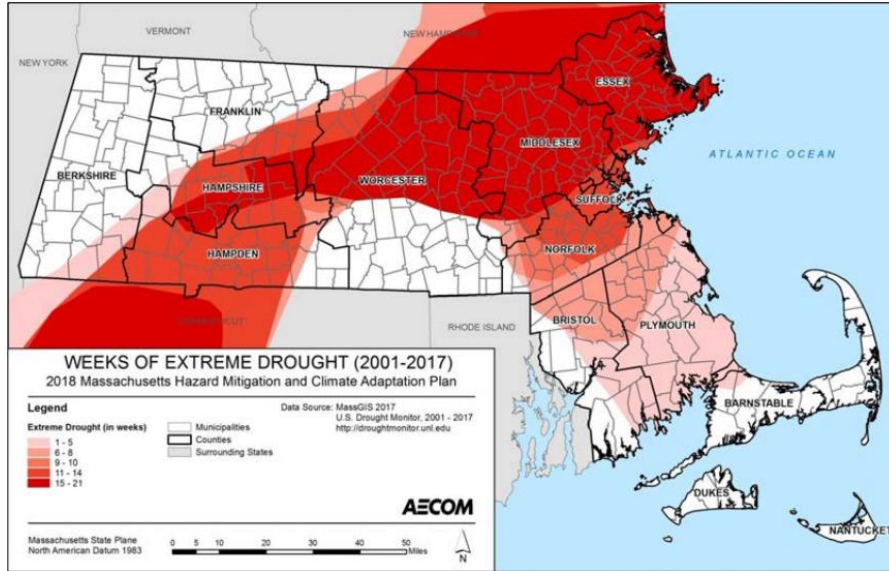 VERMONT
NEW HAMPSHIRE
NEW YORK
ESSEX
FRANKLIN
MIDDLESEX
ATLANTIC OCEAN
BERKSHIRE
HAMPSHIRE
WORCESTER
SUFFOLK
NORFOLK
HAMPDEN
CONNECTICUT
RHODE ISLAND
BRISTOL
PLYMOUTH
BARNSTABLE
DUKES
NANTUCKET
WEEKS OF EXTREME DROUGHT (2001-2017)
2018 Massachusetts Hazard Mitigation and Climate Adaptation Plan
Legend
Extreme Drought (in weeks)
1 - 5
6 - 8
9 - 10
11 - 14
15 - 21
Municipalities
Counties
Surrounding States
Data Source: MassGIS 2017
U.S. Drought Monitor, 2001 - 2017
http://droughtmonitor.unl.edu
AECOM
Massachusetts State Plane
North American Datum 1983
0 5 10 20 30 40 50
Miles
N